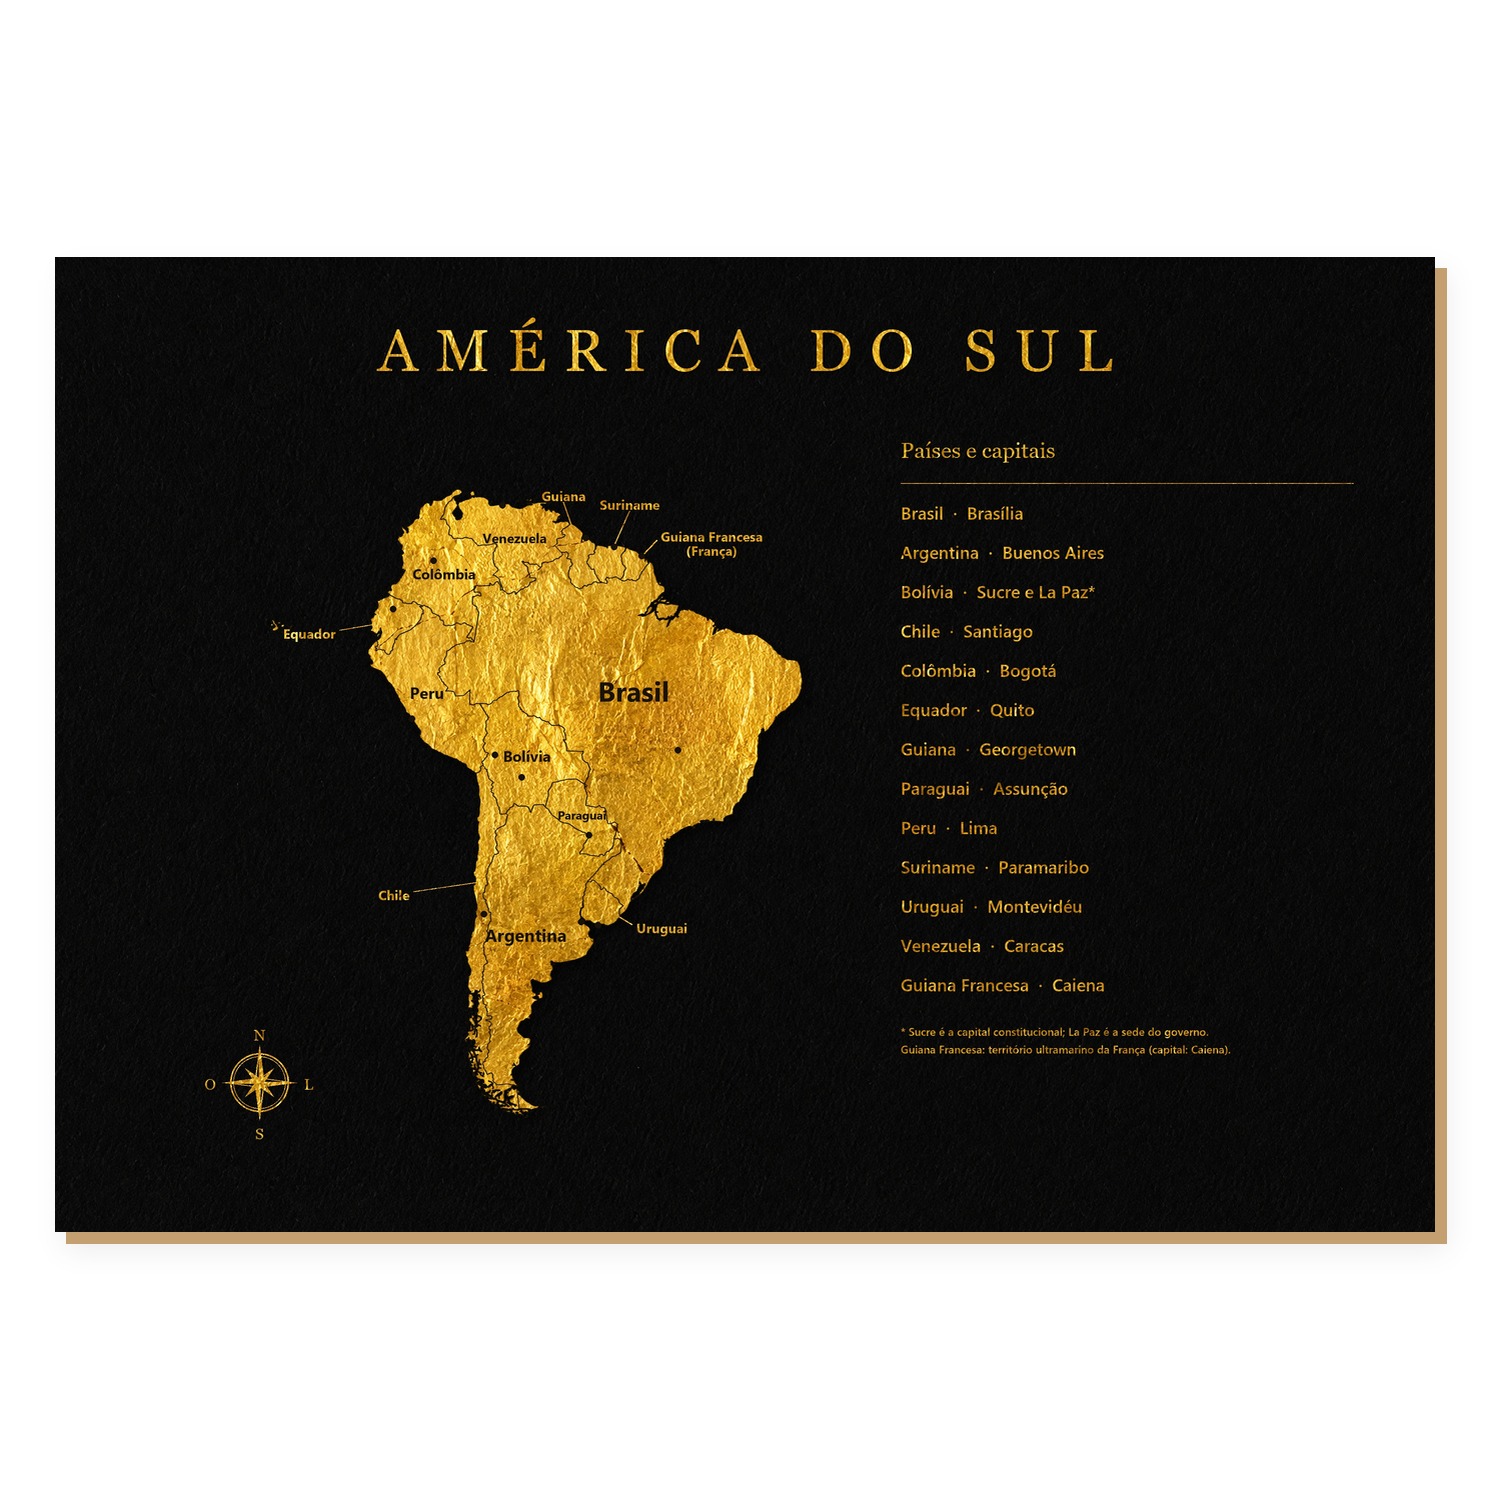 AMÉRICA DO SUL
Guiana
Suriname
Venezuela
Guiana Francesa
(França)
Colômbia
Equador
Peru
Brasil
Bolívia
Paraguai
Chile
Argentina
Uruguai
N
O
L
S
Países e capitais
Brasil · Brasília
Argentina · Buenos Aires
Bolívia · Sucre e La Paz*
Chile · Santiago
Colômbia · Bogotá
Equador · Quito
Guiana · Georgetown
Paraguai · Assunção
Peru · Lima
Suriname · Paramaribo
Uruguai · Montevidéu
Venezuela · Caracas
Guiana Francesa · Caiena
* Sucre é a capital constitucional; La Paz é a sede do governo.
Guiana Francesa: território ultramarino da França (capital: Caiena).